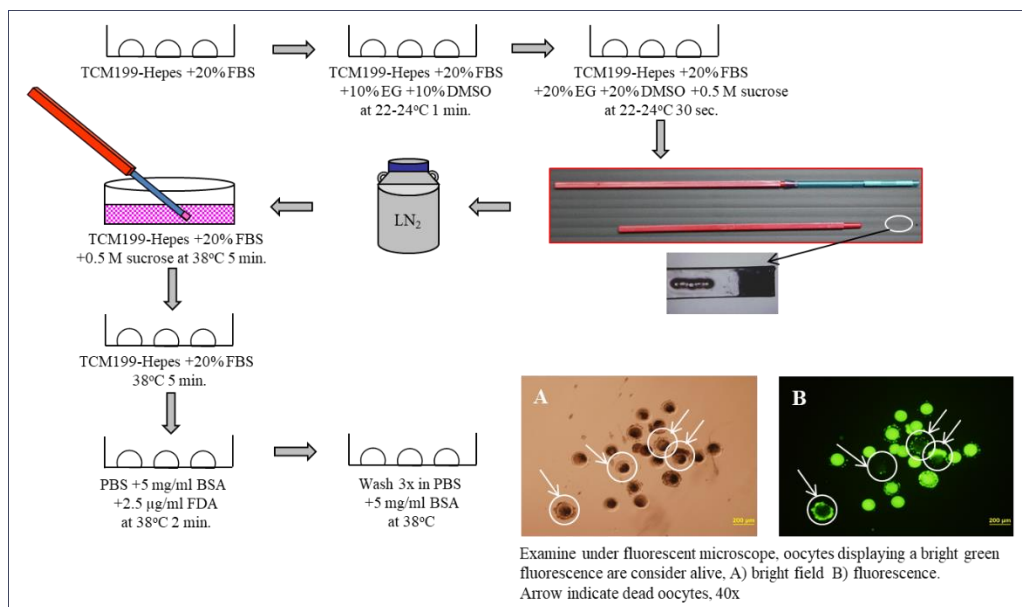 TCM199-Hepes +20% FBS
TCM199-Hepes +20% FBS
+10% EG +10% DMSO
at 22-24°C 1 min.
TCM199-Hepes +20% FBS
+20% EG +20% DMSO +0.5 M sucrose
at 22-24°C 30 sec.
LN₂
TCM199-Hepes +20% FBS
+0.5 M sucrose at 38°C 5 min.
TCM199-Hepes +20% FBS
38°C 5 min.
PBS +5 mg/ml BSA
+2.5 µg/ml FDA
at 38°C 2 min.
Wash 3x in PBS
+5 mg/ml BSA
at 38°C
A
200 µm
B
200 µm
Examine under fluorescent microscope, oocytes displaying a bright green
fluorescence are consider alive, A) bright field B) fluorescence.
Arrow indicate dead oocytes, 40x